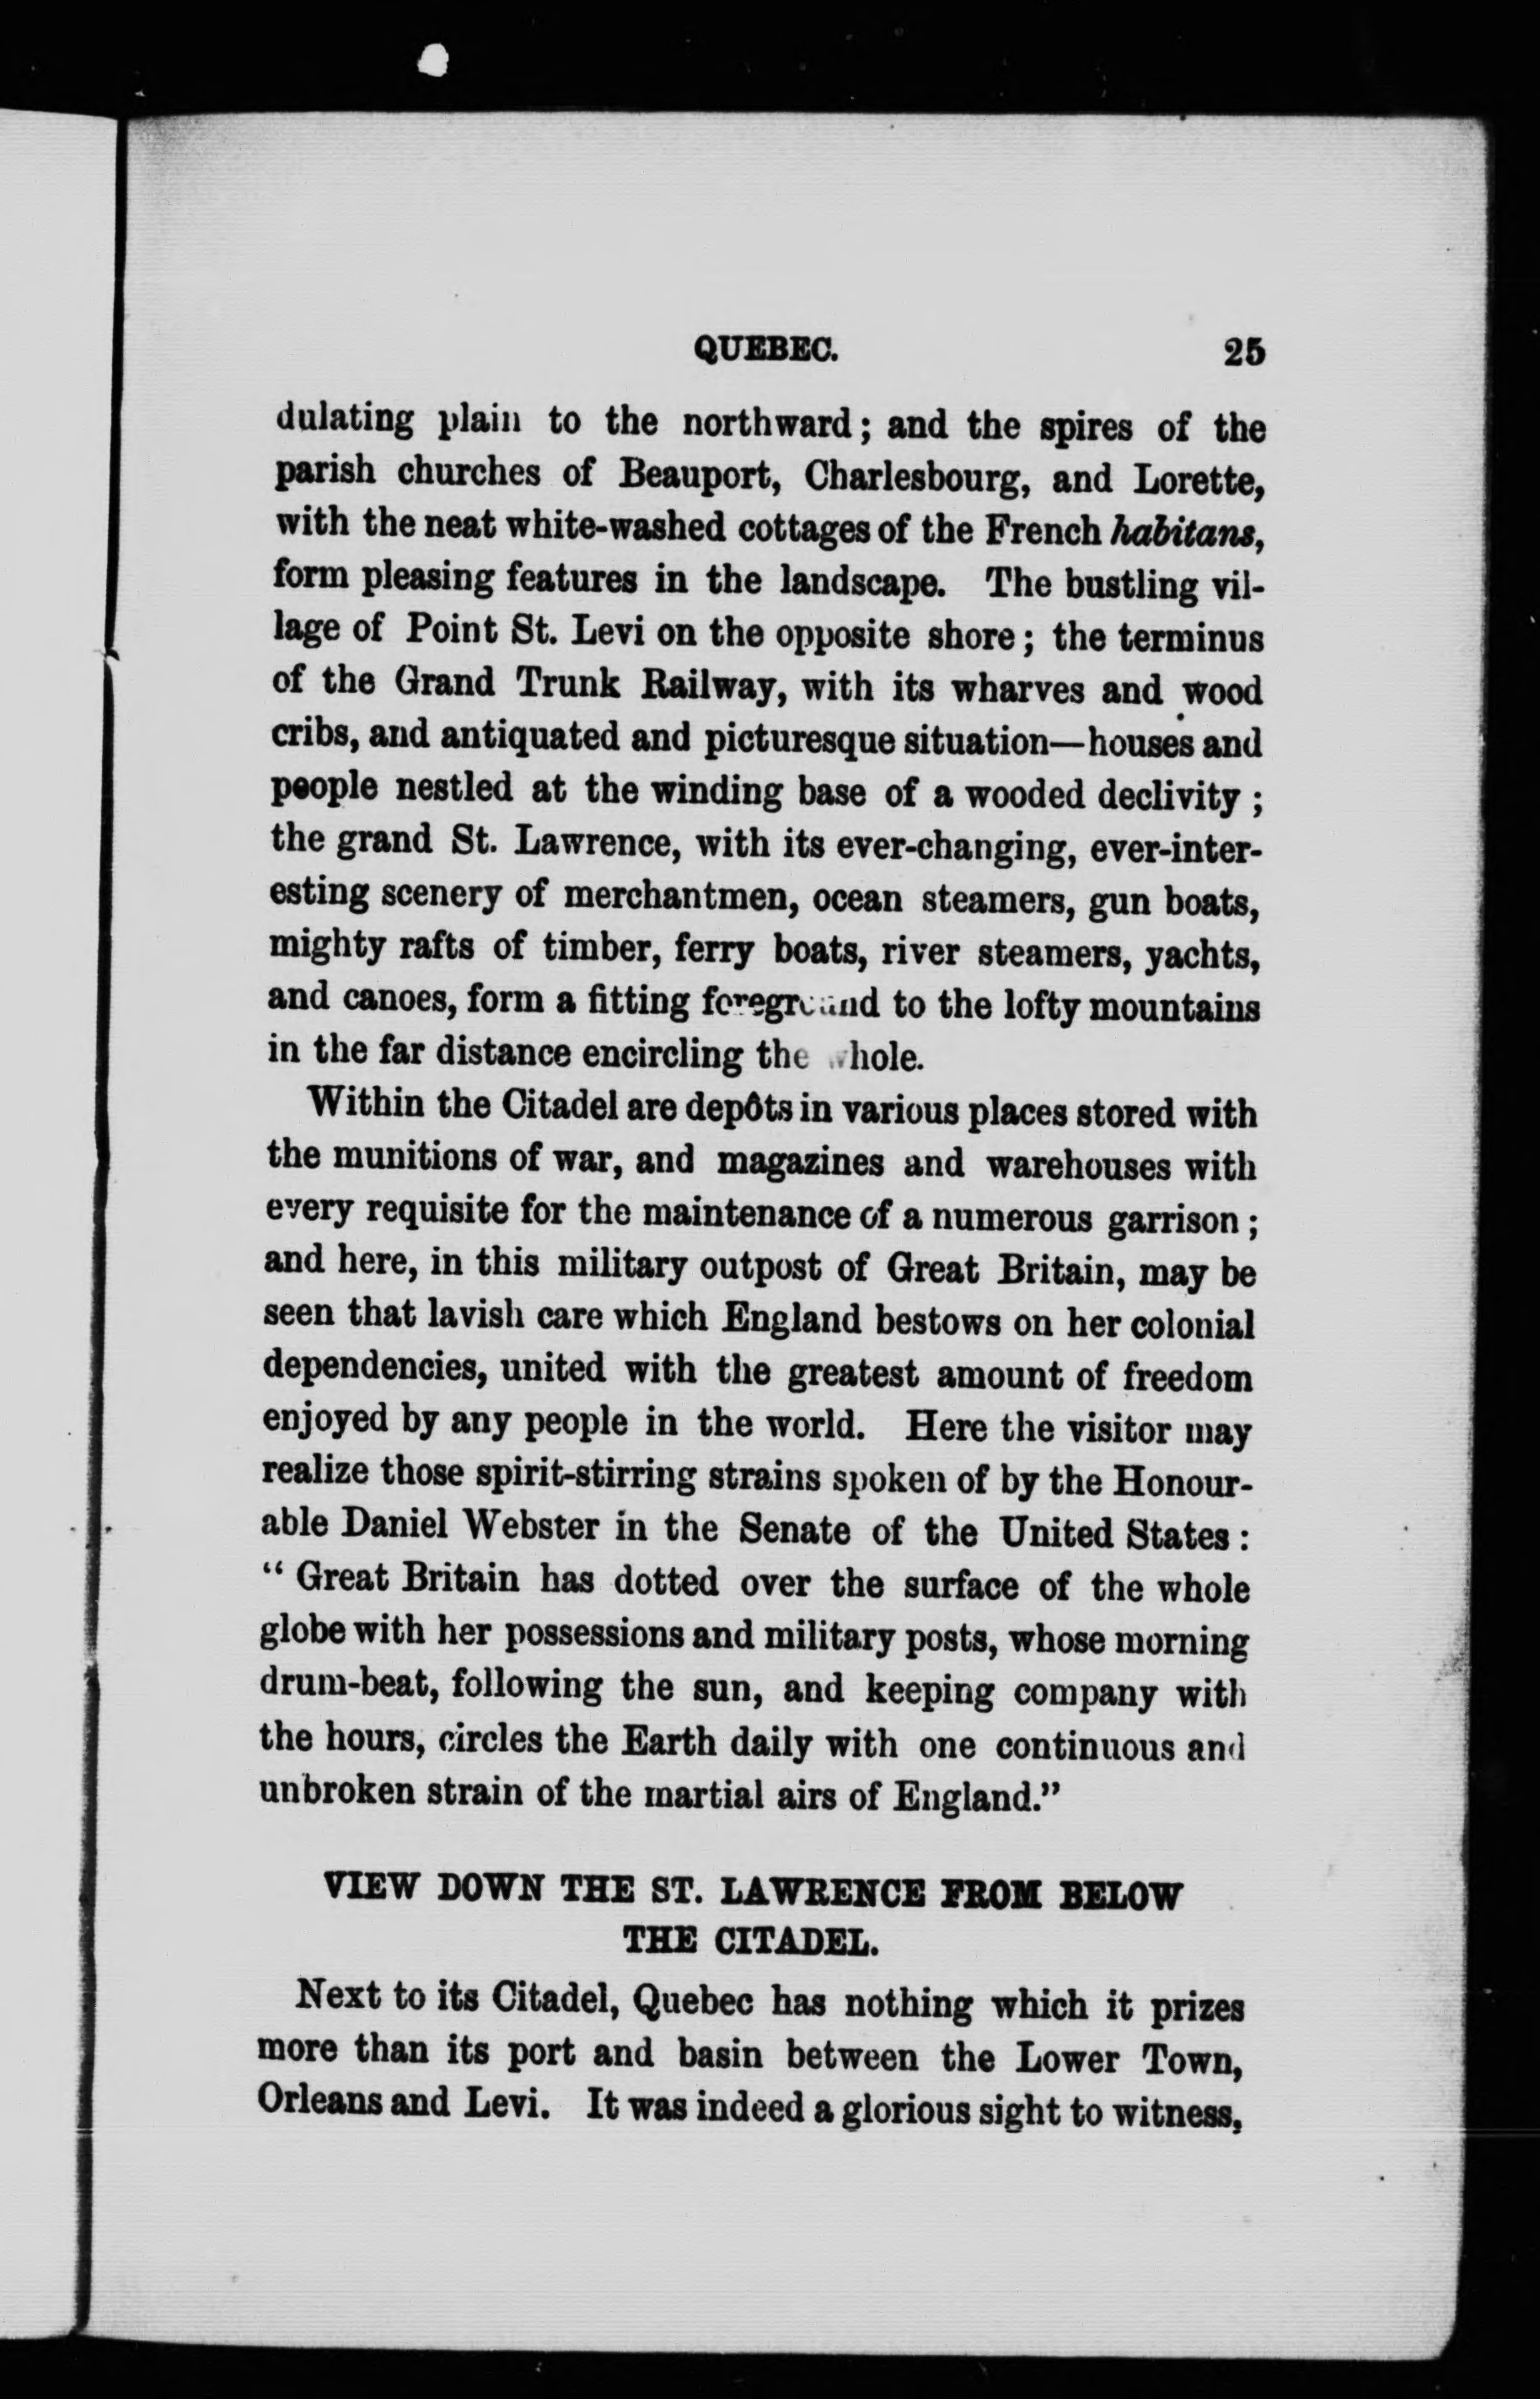 QUEBEC. 25
dulating plain to the northward; and the spires of the
parish churches of Beauport, Charlesbourg, and Lorette,
with the neat white-washed cottages of the French habitans,
form pleasing features in the landscape. The bustling vil-
lage of Point St. Levi on the opposite shore; the terminus
of the Grand Trunk Railway, with its wharves and wood
cribs, and antiquated and picturesque situation—houses and
people nestled at the winding base of a wooded declivity;
the grand St. Lawrence, with its ever-changing, ever-inter-
esting scenery of merchantmen, ocean steamers, gun boats,
mighty rafts of timber, ferry boats, river steamers, yachts,
and canoes, form a fitting foreground to the lofty mountains
in the far distance encircling the whole.
Within the Citadel are depôts in various places stored with
the munitions of war, and magazines and warehouses with
every requisite for the maintenance of a numerous garrison;
and here, in this military outpost of Great Britain, may be
seen that lavish care which England bestows on her colonial
dependencies, united with the greatest amount of freedom
enjoyed by any people in the world. Here the visitor may
realize those spirit-stirring strains spoken of by the Honour-
able Daniel Webster in the Senate of the United States:
"Great Britain has dotted over the surface of the whole
globe with her possessions and military posts, whose morning
drum-beat, following the sun, and keeping company with
the hours, circles the Earth daily with one continuous and
unbroken strain of the martial airs of England."
VIEW DOWN THE ST. LAWRENCE FROM BELOW
THE CITADEL.
Next to its Citadel, Quebec has nothing which it prizes
more than its port and basin between the Lower Town,
Orleans and Levi. It was indeed a glorious sight to witness,